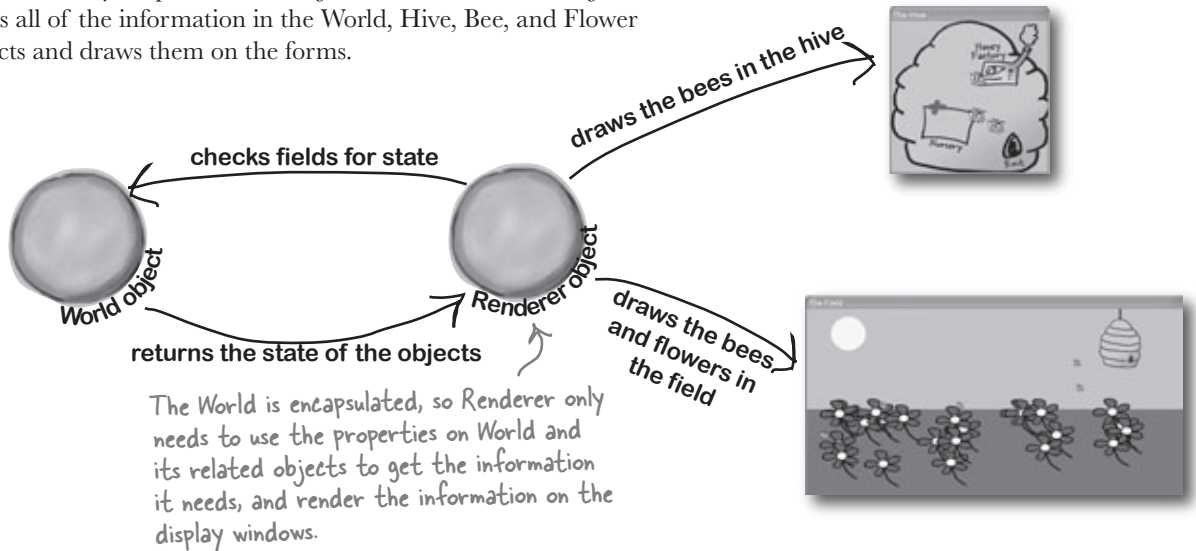 s all of the information in the World, Hive, Bee, and Flower
cts and draws them on the forms.
draws the bees in the hive
The Hive
Honey
Factory
Nursery
Exit
checks fields for state
World object
Renderer object
returns the state of the objects
draws the bees
and flowers in
the field
The Field
The World is encapsulated, so Renderer only
needs to use the properties on World and
its related objects to get the information
it needs, and render the information on the
display windows.